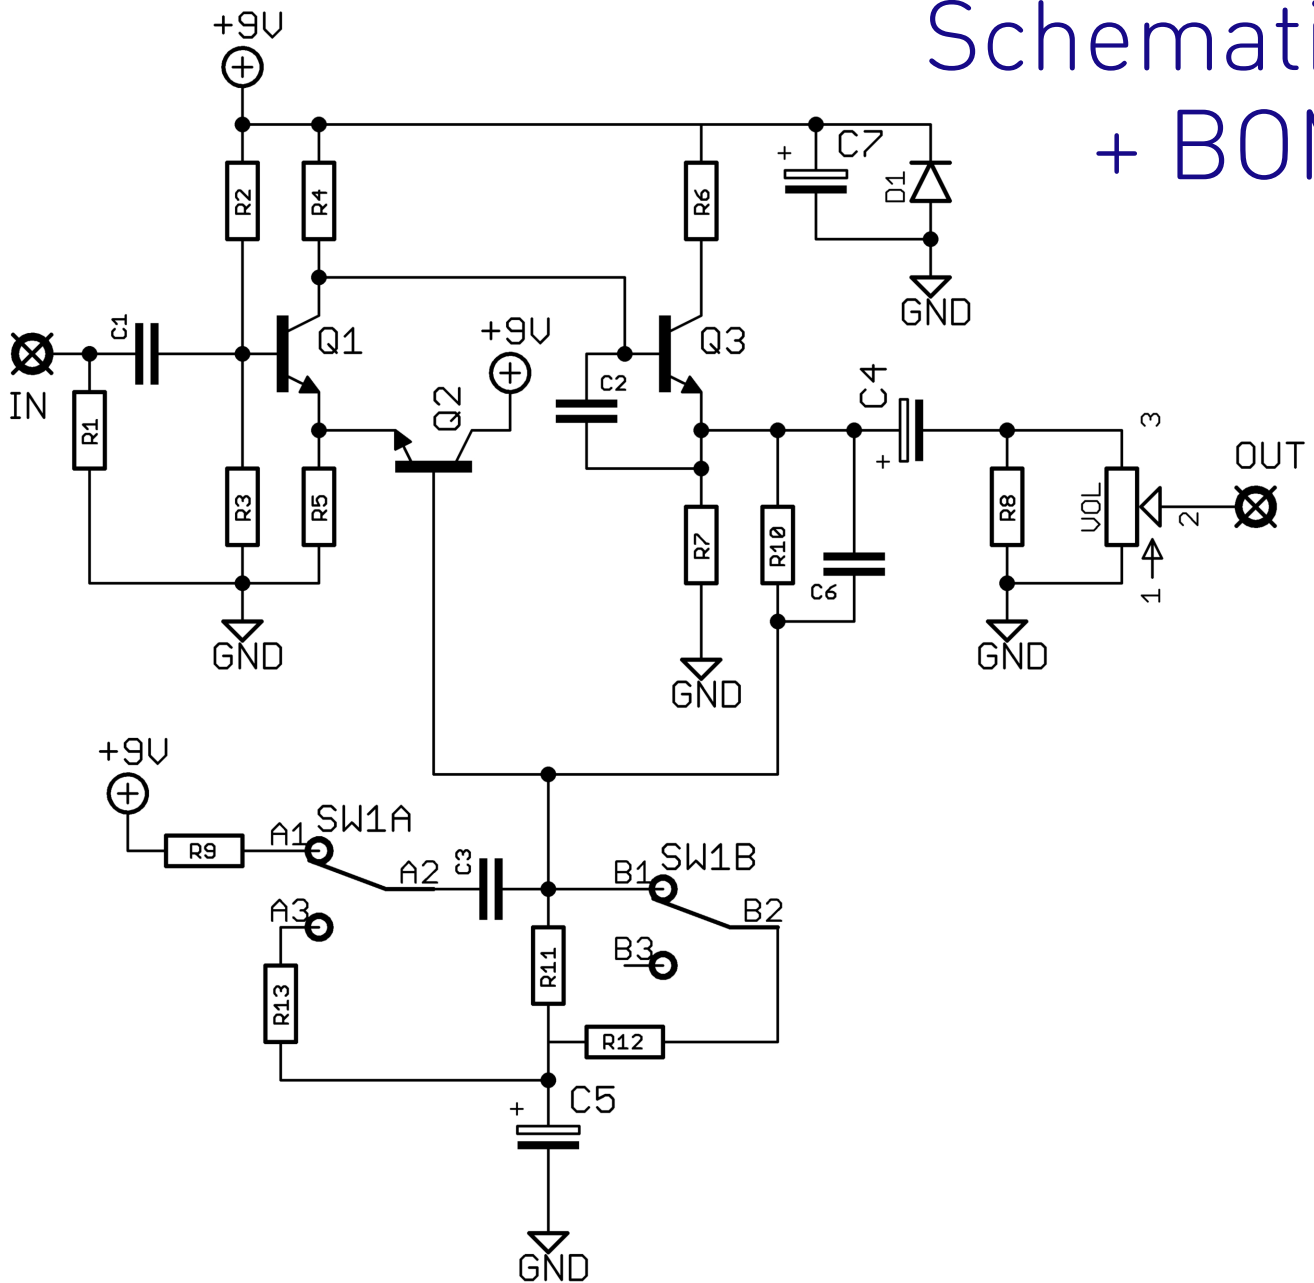 Schemati
+ BOM
+9V
C7
+
R2
R4
R6
D1
GND
C1
Q1
+9V
Q3
IN
Q2
C2
C4
+
3
OUT
R1
R3
R5
R7
R10
R8
VOL
2
C6
1
GND
GND
GND
+9V
SW1A
A1
R9
A2
C3
B1
SW1B
B2
A3
B3
R11
R13
R12
+
C5
GND